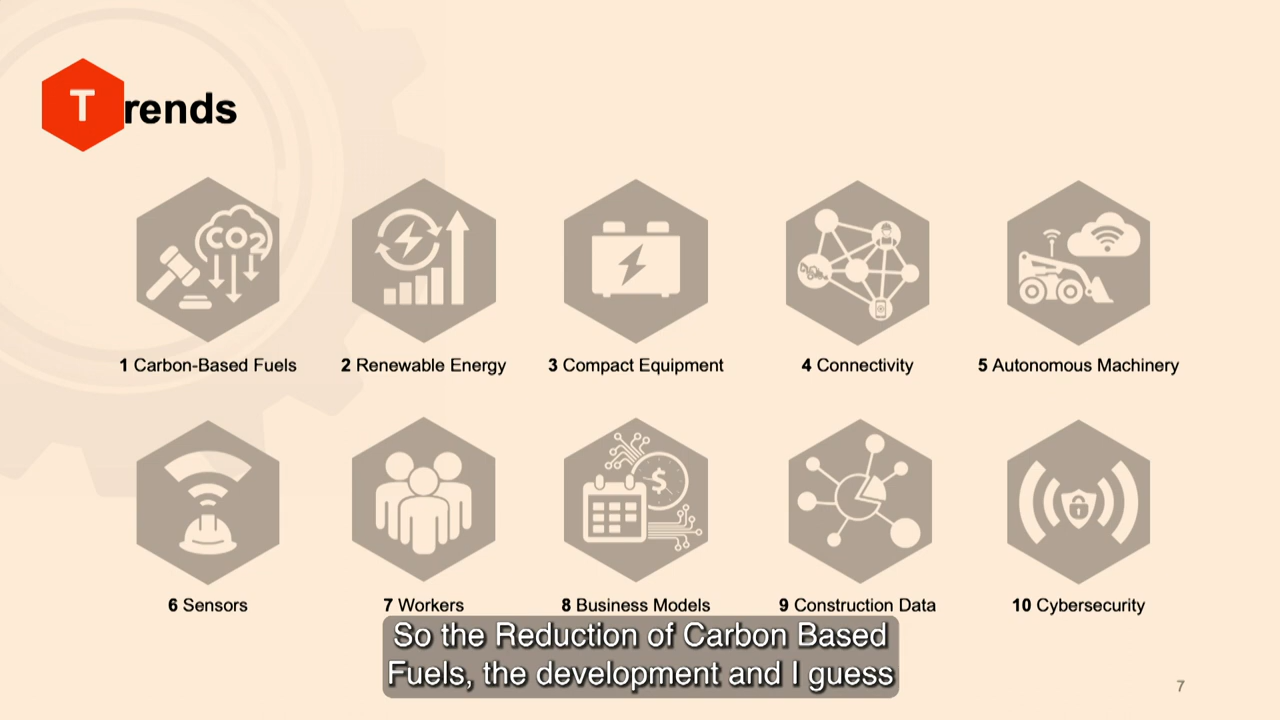 Trends
CO2
1 Carbon-Based Fuels
2 Renewable Energy
3 Compact Equipment
4 Connectivity
5 Autonomous Machinery
$
6 Sensors
7 Workers
8 Business Models
9 Construction Data
10 Cybersecurity
So the Reduction of Carbon Based
Fuels, the development and I guess
7